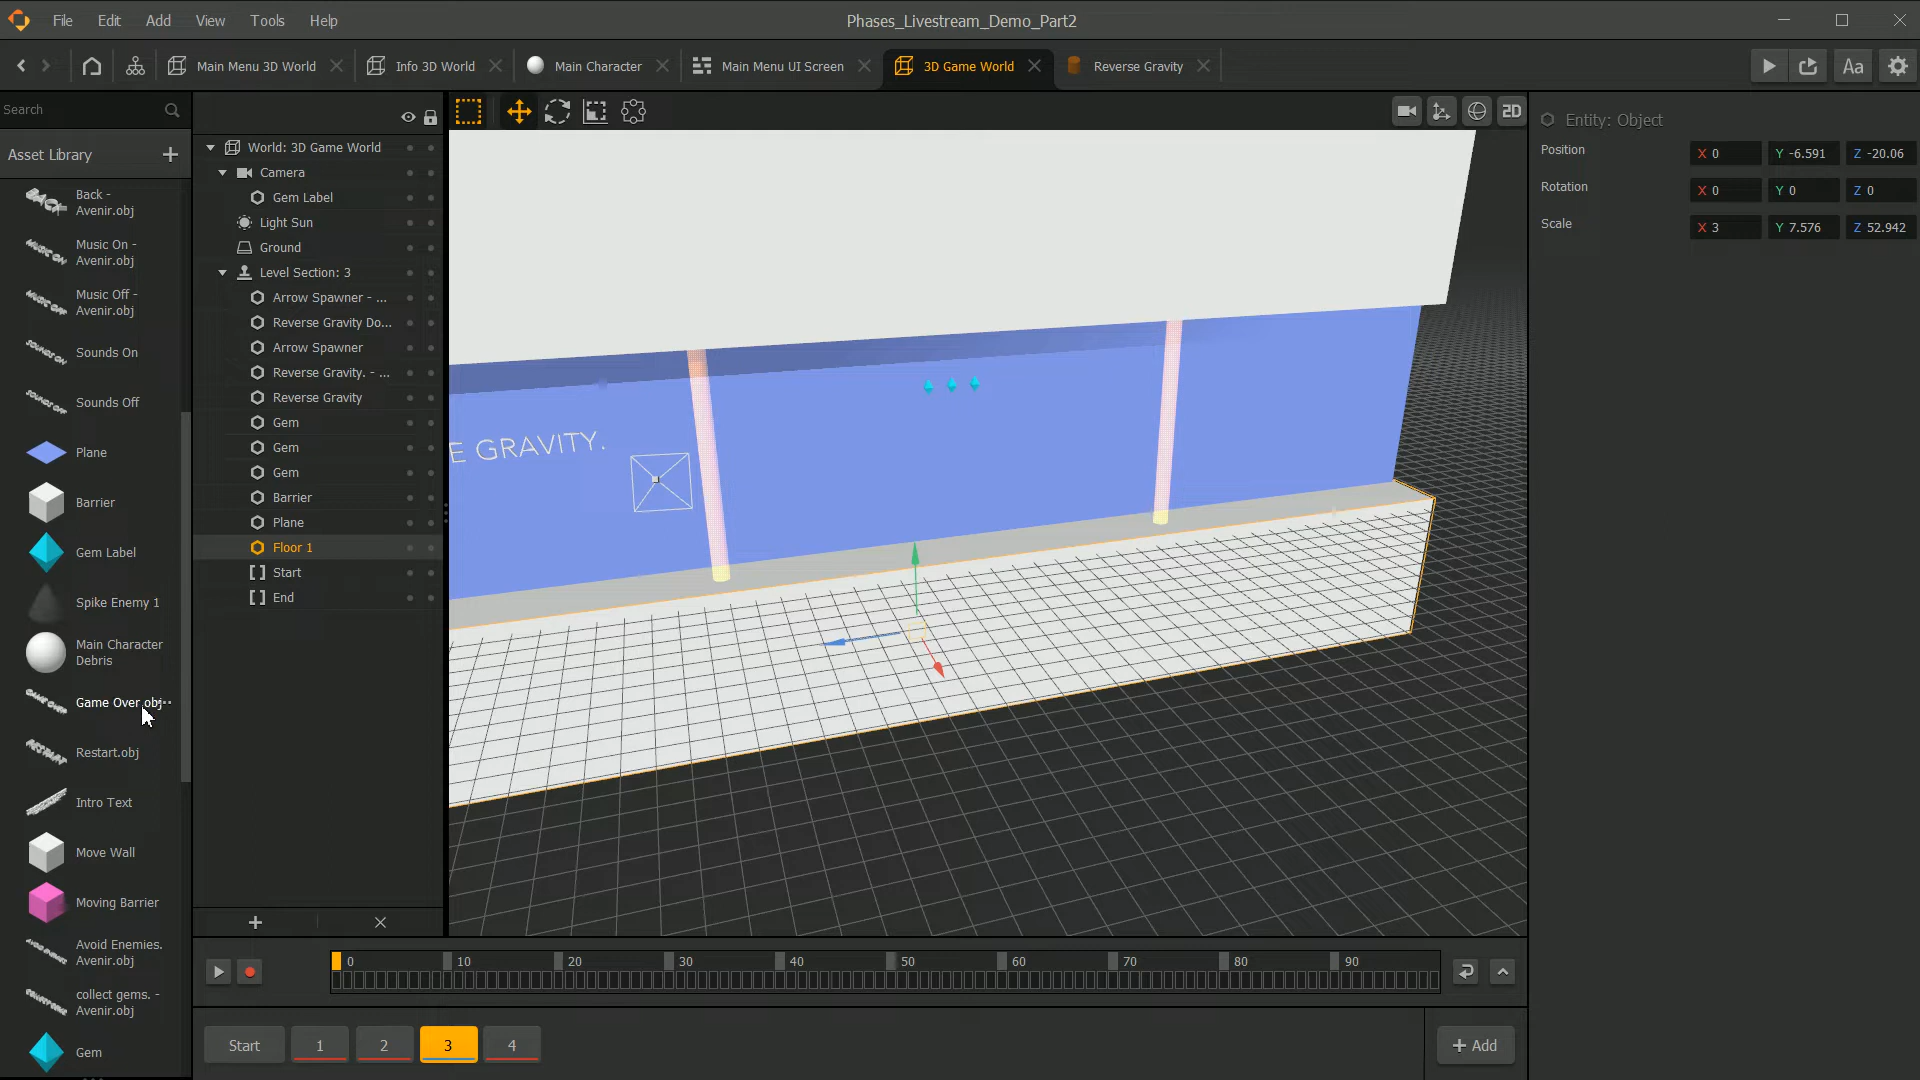 File Edit Add View Tools Help
Phases_Livestream_Demo_Part2
Main Menu 3D World
Info 3D World
Main Character
Main Menu UI Screen
3D Game World
Reverse Gravity
Aa
Search
Asset Library
Back -
Avenir.obj
Music On -
Avenir.obj
Music Off -
Avenir.obj
Sounds On
Sounds Off
Plane
Barrier
Gem Label
Spike Enemy 1
Main Character
Debris
Game Over.obj
Restart.obj
Intro Text
Move Wall
Moving Barrier
Avoid Enemies.
Avenir.obj
collect gems. -
Avenir.obj
Gem
World: 3D Game World
Camera
Gem Label
Light Sun
Ground
Level Section: 3
Arrow Spawner - ...
Reverse Gravity Do...
Arrow Spawner
Reverse Gravity. - ...
Reverse Gravity
Gem
Gem
Gem
Barrier
Plane
Floor 1
Start
End
2D
E GRAVITY.
Entity: Object
Position X 0 Y -6.591 Z -20.06
Rotation X 0 Y 0 Z 0
Scale X 3 Y 7.576 Z 52.942
0 10 20 30 40 50 60 70 80 90
Start 1 2 3 4
+ Add